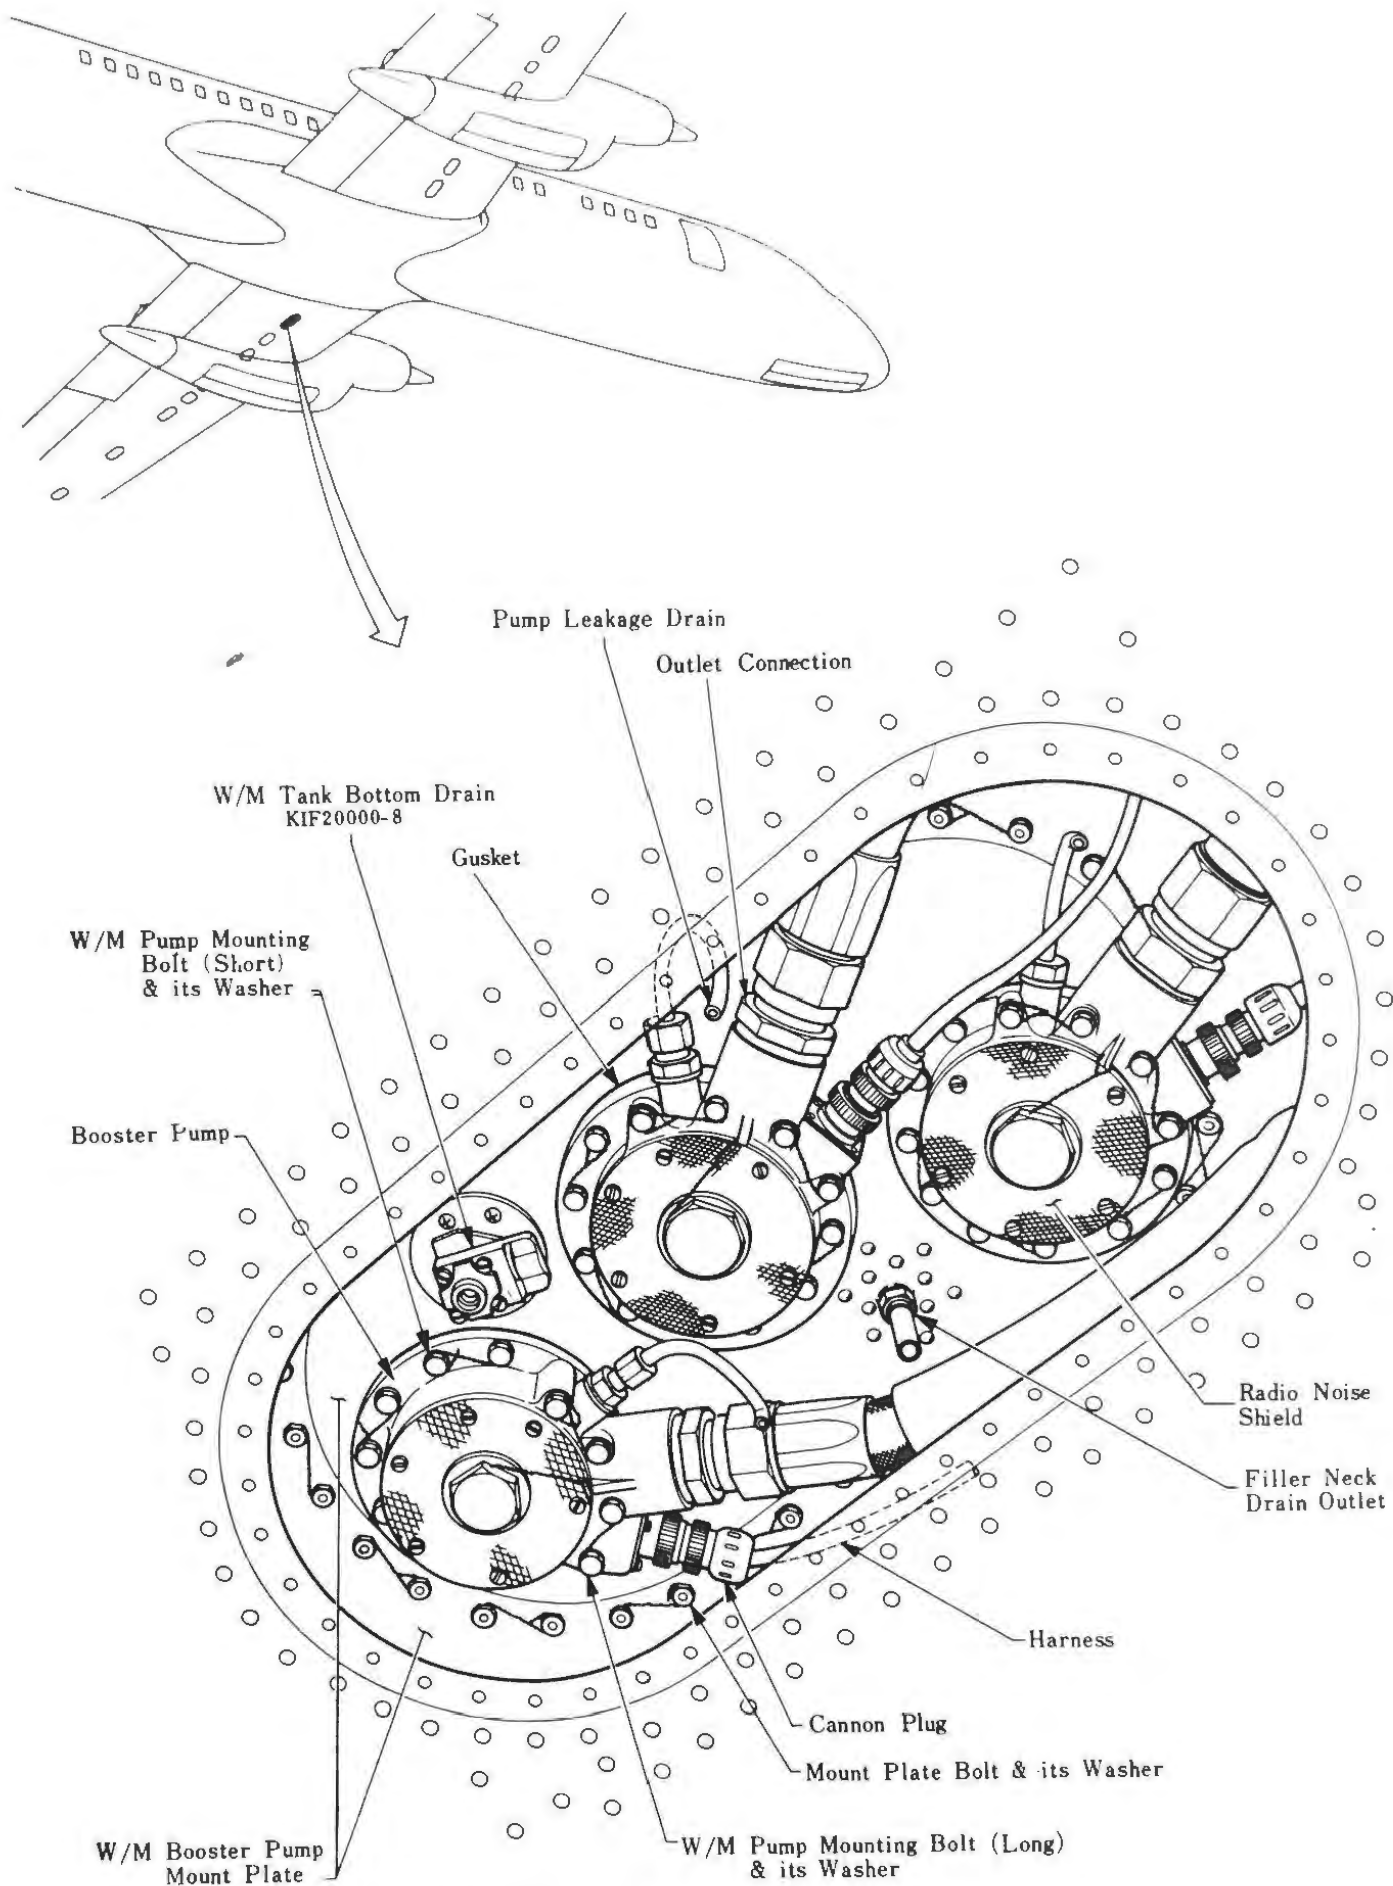 Pump Leakage Drain
Outlet Connection
W/M Tank Bottom Drain
KIF20000-8
Gusket
W/M Pump Mounting
Bolt (Short)
& its Washer
Booster Pump
Radio Noise
Shield
Filler Neck
Drain Outlet
Harness
Cannon Plug
Mount Plate Bolt & its Washer
W/M Pump Mounting Bolt (Long)
& its Washer
W/M Booster Pump
Mount Plate